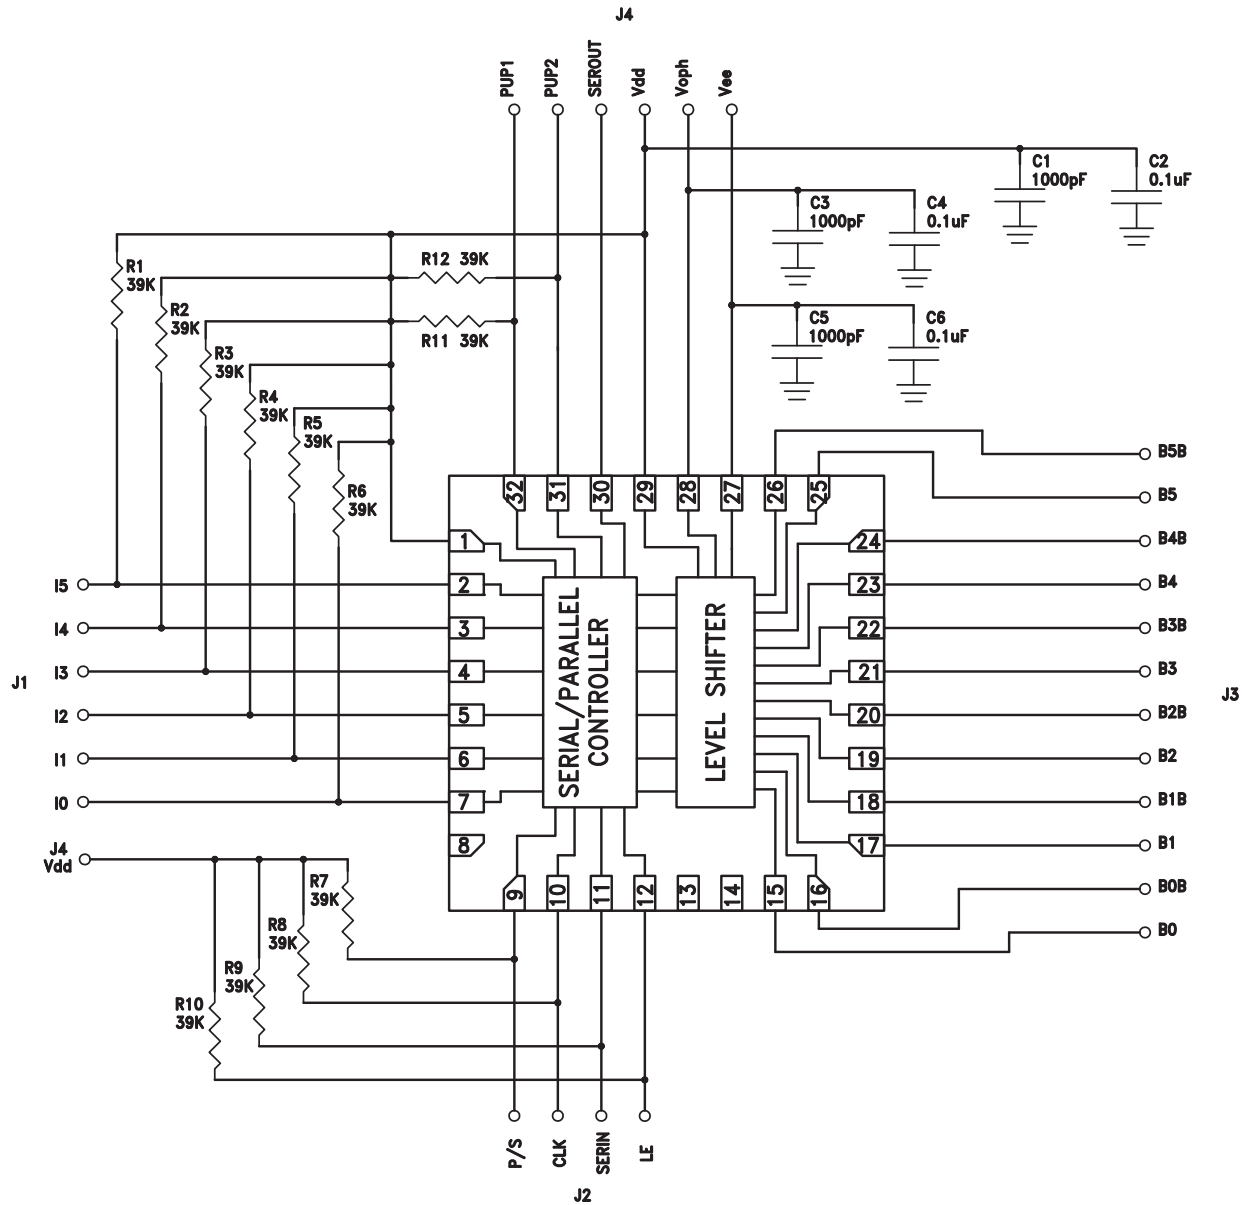 J4
PUP1
PUP2
SEROUT
Vdd
Voph
Vee
C1
1000pF
C2
0.1uF
C3
1000pF
C4
0.1uF
C5
1000pF
C6
0.1uF
R1
39K
R2
39K
R3
39K
R4
39K
R5
39K
R6
39K
R12 39K
R11 39K
32
31
30
29
28
27
26
25
1
2
3
4
5
6
7
8
SERIAL/PARALLEL
CONTROLLER
LEVEL SHIFTER
24
23
22
21
20
19
18
17
9
10
11
12
13
14
15
16
J1
I5
I4
I3
I2
I1
I0
J4
Vdd
R7
39K
R8
39K
R9
39K
R10
39K
B5B
B5
B4B
B4
B3B
B3
B2B
B2
B1B
B1
B0B
B0
J3
P/S
CLK
SERIN
LE
J2